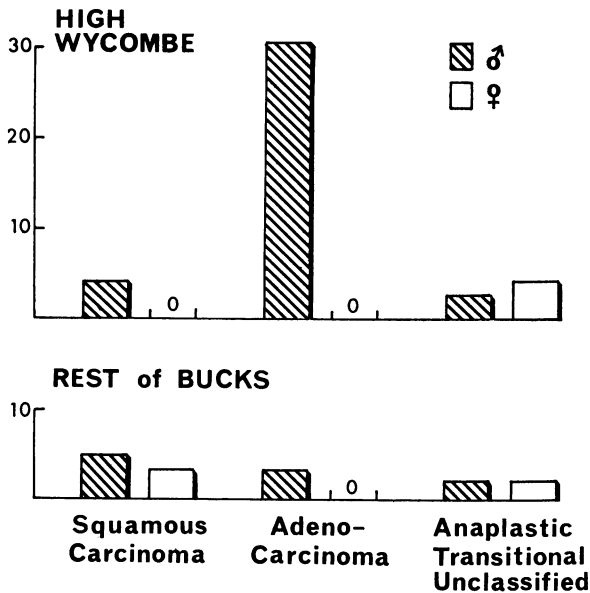 HIGH
WYCOMBE
30
20
10
♂
♀
0
0
REST of BUCKS
10
0
Squamous
Carcinoma
Adeno-
Carcinoma
Anaplastic
Transitional
Unclassified